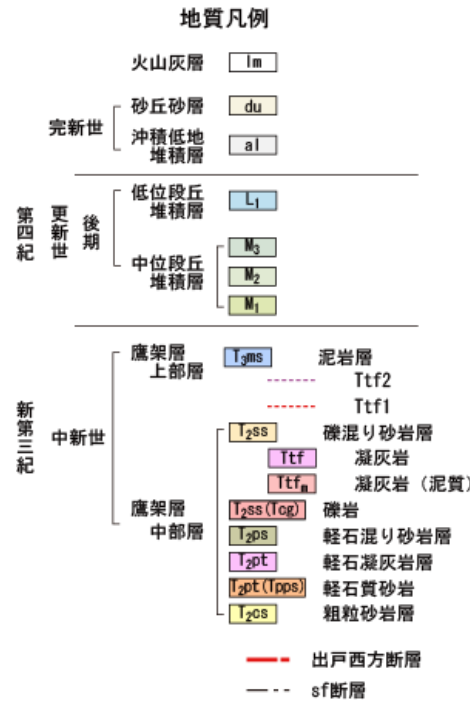 地質凡例
火山灰層 lm
完新世
砂丘砂層 du
沖積低地
堆積層 al
第四紀
更新世
後期
低位段丘
堆積層 L₁
中位段丘
堆積層
M₃
M₂
M₁
新第三紀
中新世
鷹架層
上部層
T₃ms 泥岩層
Ttf2
Ttf1
鷹架層
中部層
T₂ss 礫混り砂岩層
Ttf 凝灰岩
Ttfₘ 凝灰岩（泥質）
T₂ss(Tcg) 礫岩
T₂ps 軽石混り砂岩層
T₂pt 軽石凝灰岩層
T₂pt(Tpps) 軽石質砂岩
T₂cs 粗粒砂岩層
出戸西方断層
sf断層